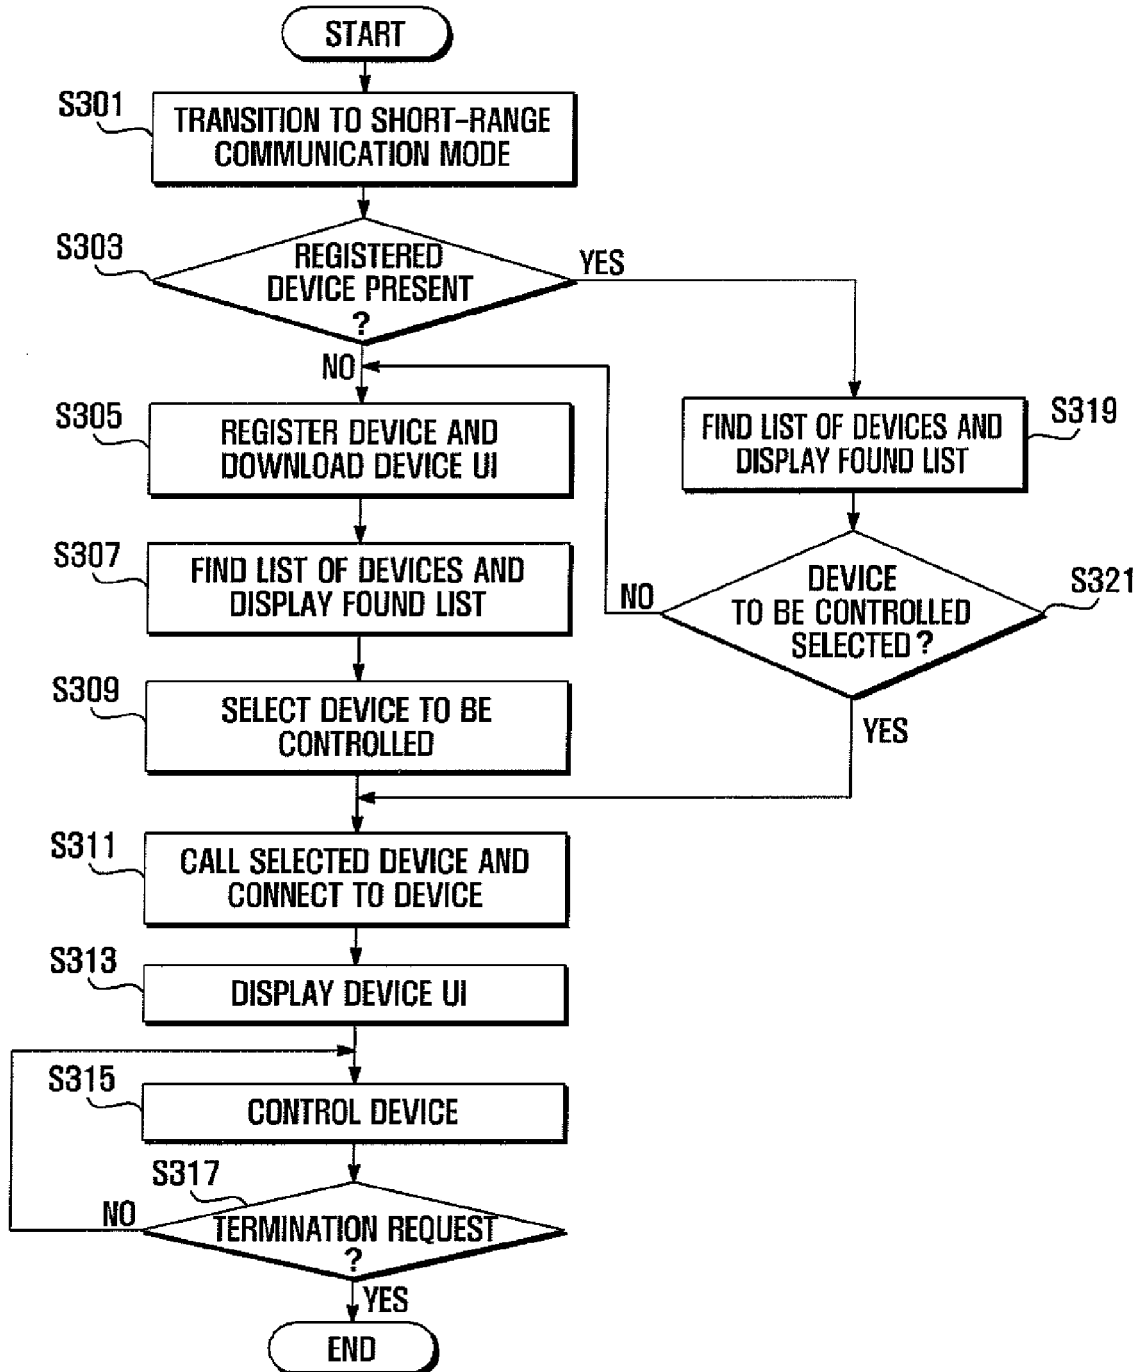 START
S301
TRANSITION TO SHORT-RANGE
COMMUNICATION MODE
S303
REGISTERED
DEVICE PRESENT
?
YES
NO
S305
REGISTER DEVICE AND
DOWNLOAD DEVICE UI
S319
FIND LIST OF DEVICES AND
DISPLAY FOUND LIST
S307
FIND LIST OF DEVICES AND
DISPLAY FOUND LIST
S321
DEVICE
TO BE CONTROLLED
SELECTED?
NO
YES
S309
SELECT DEVICE TO BE
CONTROLLED
S311
CALL SELECTED DEVICE AND
CONNECT TO DEVICE
S313
DISPLAY DEVICE UI
S315
CONTROL DEVICE
S317
TERMINATION REQUEST
?
NO
YES
END